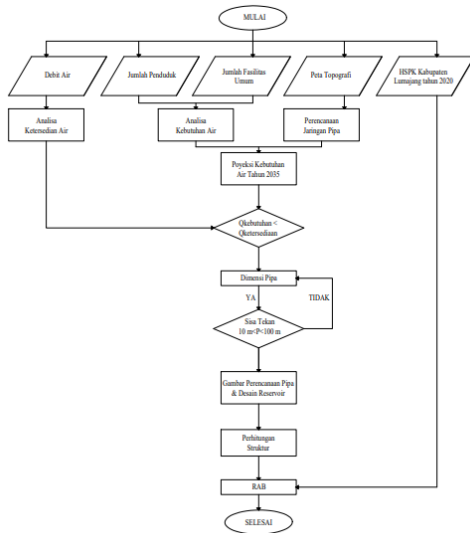 MULAI
Debit Air
Jumlah Penduduk
Jumlah Fasilitas
Umum
Peta Topografi
HSPK Kabupaten
Lumajang tahun 2020
Analisa
Ketersedian Air
Analisa
Kebutuhan Air
Perencanaan
Jaringan Pipa
Poyeksi Kebutuhan
Air Tahun 2035
Qkebutuhan <
Qketersediaan
Dimensi Pipa
YA
TIDAK
Sisa Tekan
10 m<P<100 m
Gambar Perencanaan Pipa
& Desain Reservoir
Perhitungan
Struktur
RAB
SELESAI